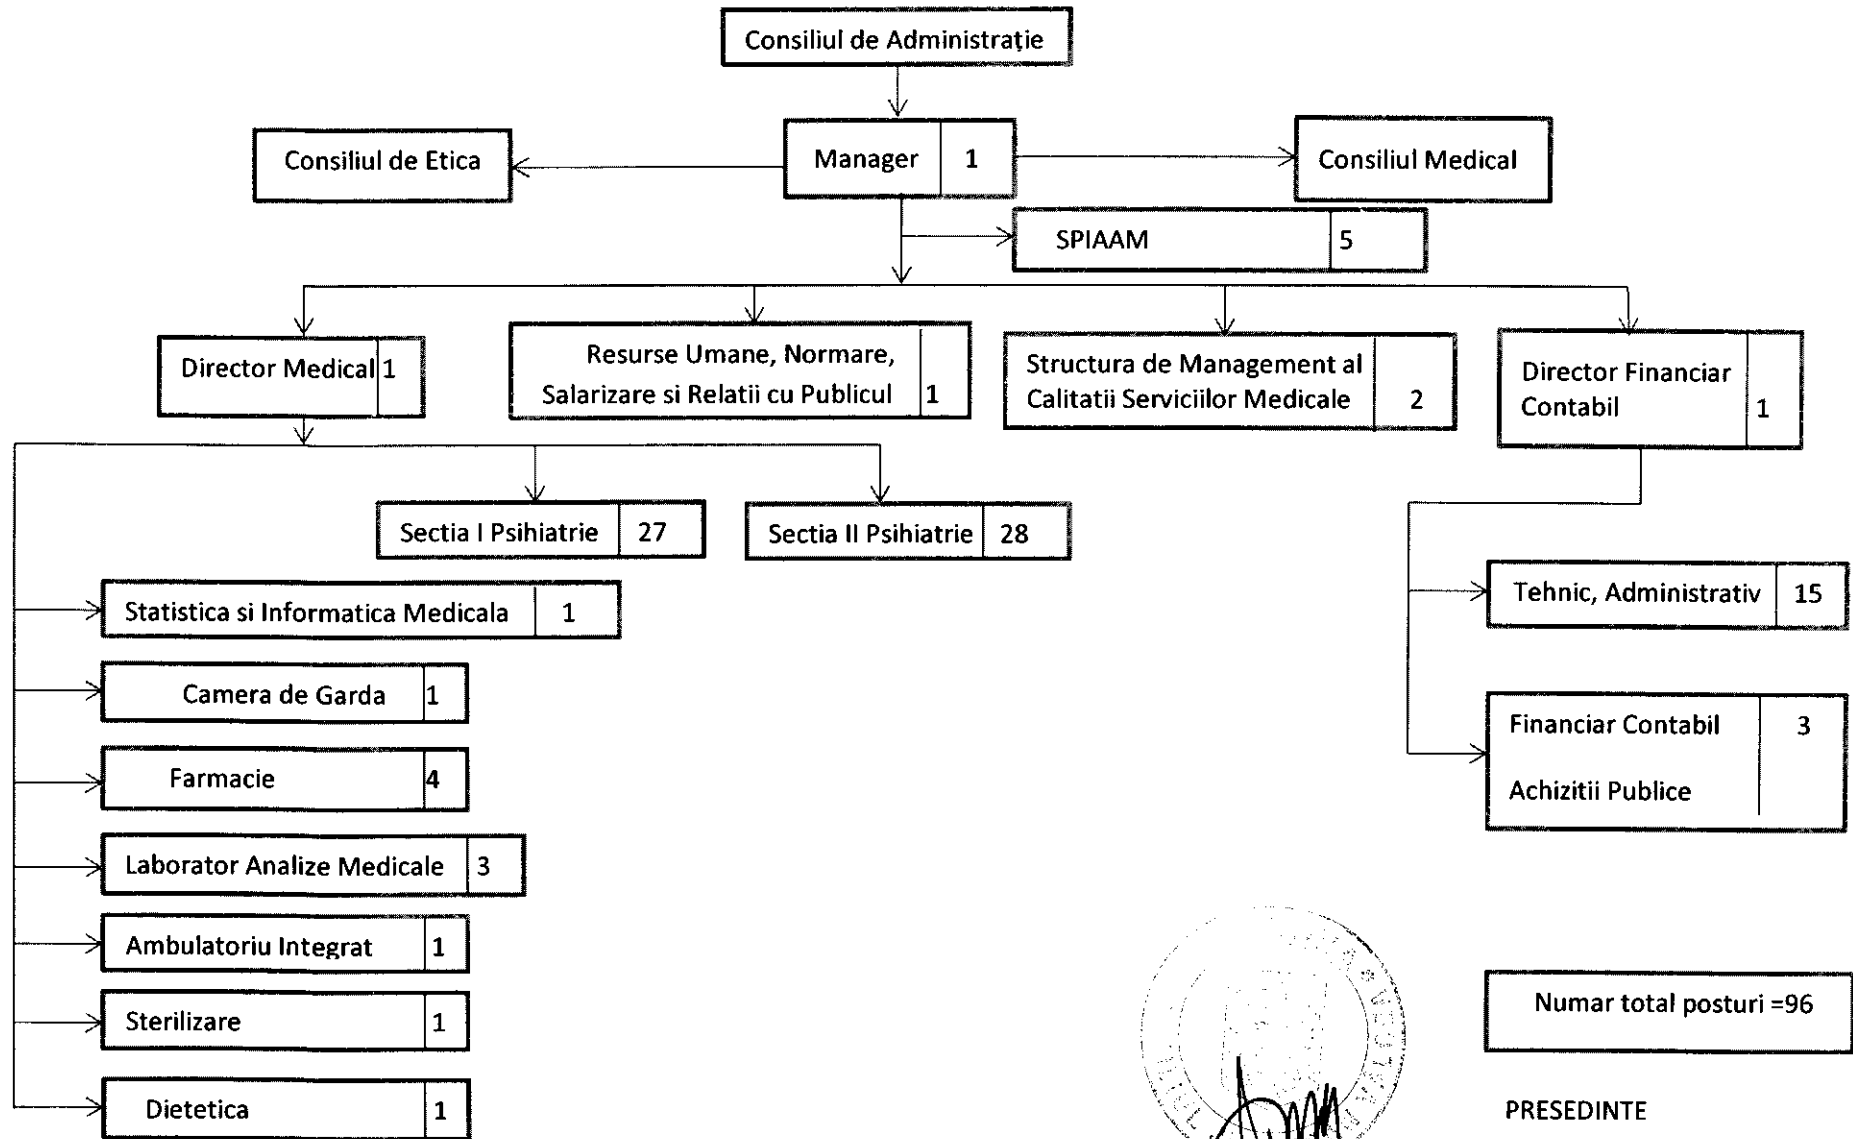 Consiliul de Administrație
Consiliul de Etica
Manager 1
Consiliul Medical
SPIAAM 5
Director Medical 1
Resurse Umane, Normare,
Salarizare si Relatii cu Publicul 1
Structura de Management al
Calitatii Serviciilor Medicale 2
Director Financiar
Contabil 1
Sectia I Psihiatrie 27
Sectia II Psihiatrie 28
Statistica si Informatica Medicala 1
Camera de Garda 1
Farmacie 4
Laborator Analize Medicale 3
Ambulatoriu Integrat 1
Sterilizare 1
Dietetica 1
Tehnic, Administrativ 15
Financiar Contabil 3
Achizitii Publice
Numar total posturi =96
PRESEDINTE